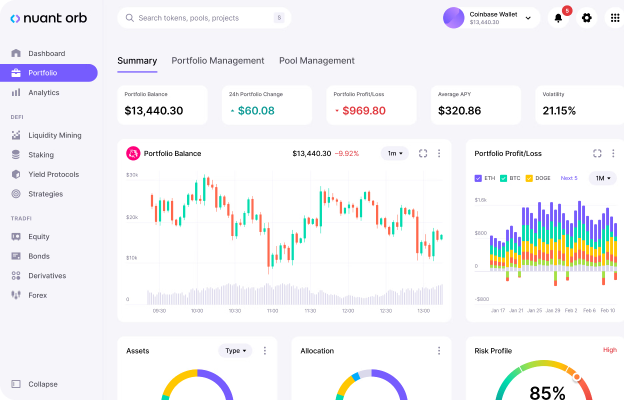 nuant orb
Search tokens, pools, projects
S
Coinbase Wallet
$13,440.30
5
Dashboard
Portfolio
Analytics
DEFI
Liquidity Mining
Staking
Yield Protocols
Strategies
TRADFI
Equity
Bonds
Derivatives
Forex
Collapse
Summary
Portfolio Management
Pool Management
Portfolio Balance
$13,440.30
24h Portfolio Change
$60.08
Portfolio Profit/Loss
$969.80
Average APY
$320.86
Volatility
21.15%
Portfolio Balance
$13,440.30 −9.92%
1m
$30k
$20k
$10k
0
09:30 10:00 10:30 11:00 11:30 12:00 12:30 13:00
Portfolio Profit/Loss
ETH BTC DOGE Next 5
1M
$1.6k
$800
0
-$800
Jan 17 Jan 21 Jan 25 Jan 29 Feb 2 Feb 6 Feb 10
Assets
Type
Allocation
Risk Profile
High
85%